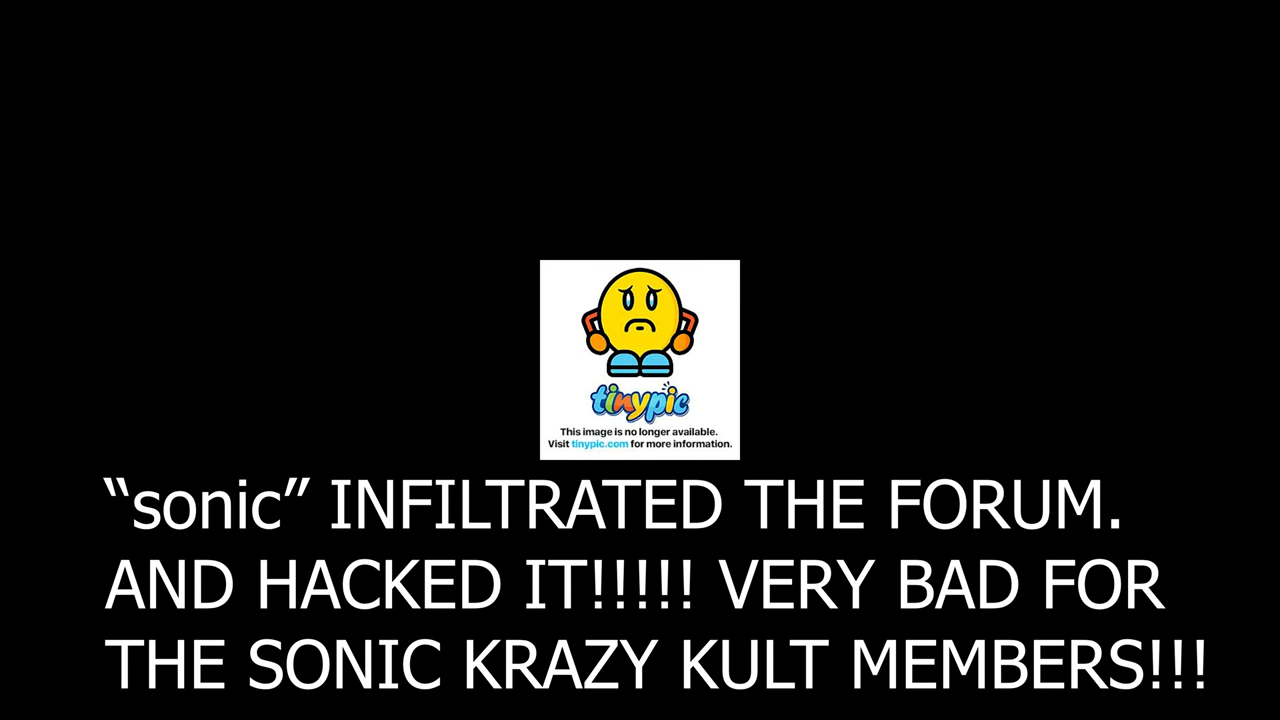 tinypic
This image is no longer available.
Visit tinypic.com for more information.
“sonic” INFILTRATED THE FORUM.
AND HACKED IT!!!!! VERY BAD FOR
THE SONIC KRAZY KULT MEMBERS!!!